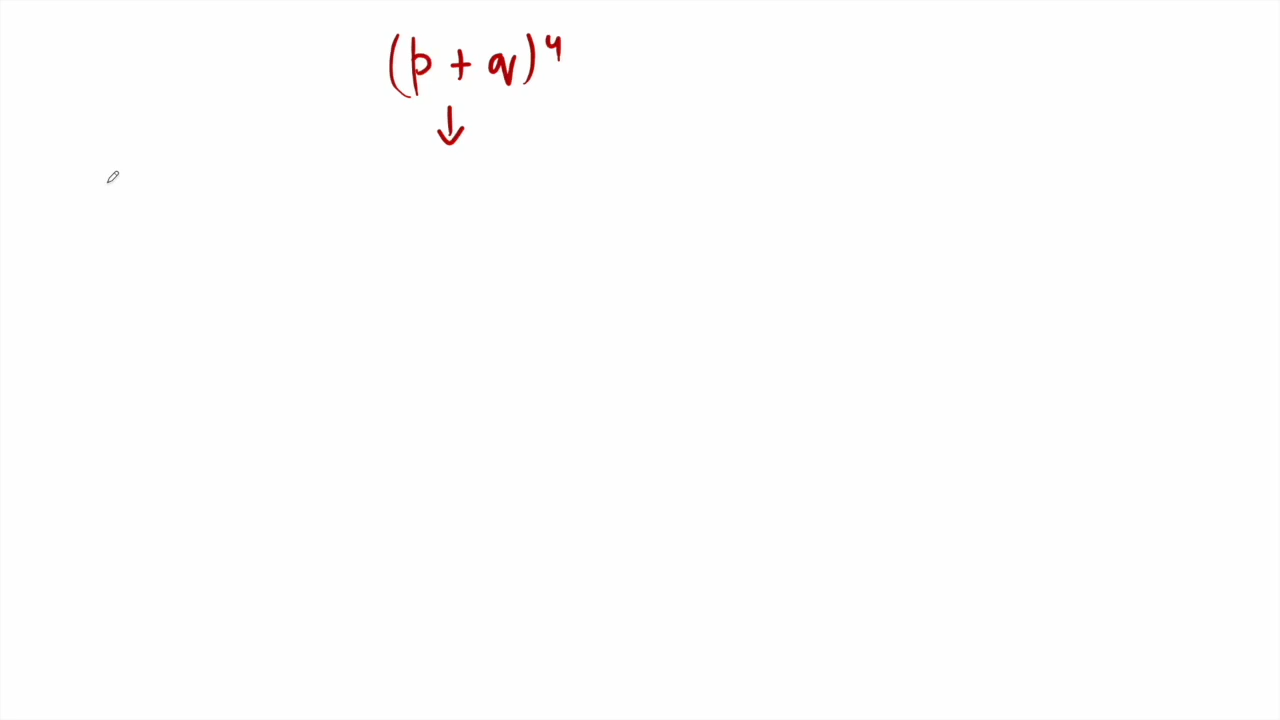 (p + q)⁴
↓